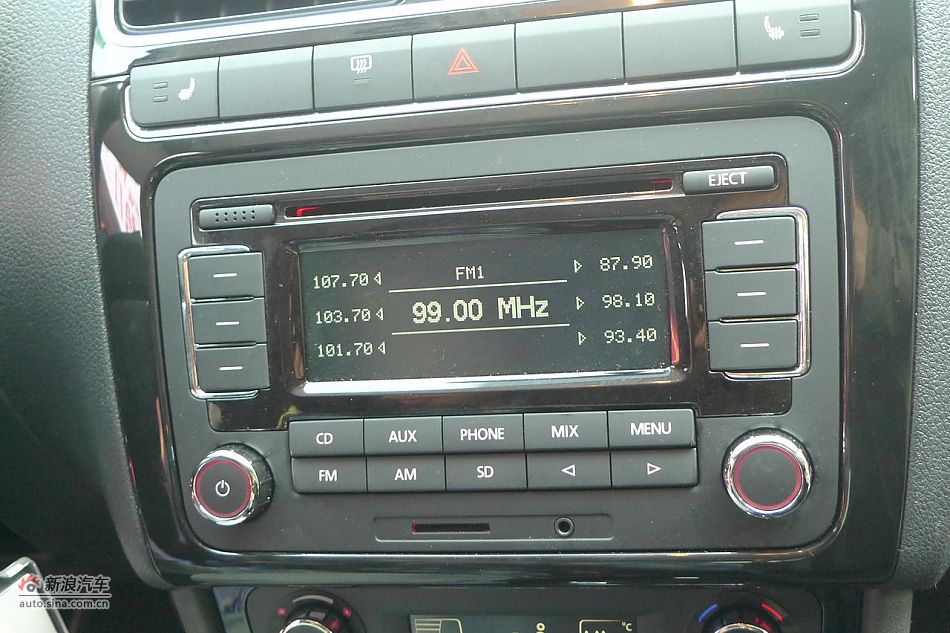 EJECT
107.70 FM1 87.90
103.70 99.00 MHz 98.10
101.70 93.40
CD AUX PHONE MIX MENU
FM AM SD
°C
新浪汽车
auto.sina.com.cn